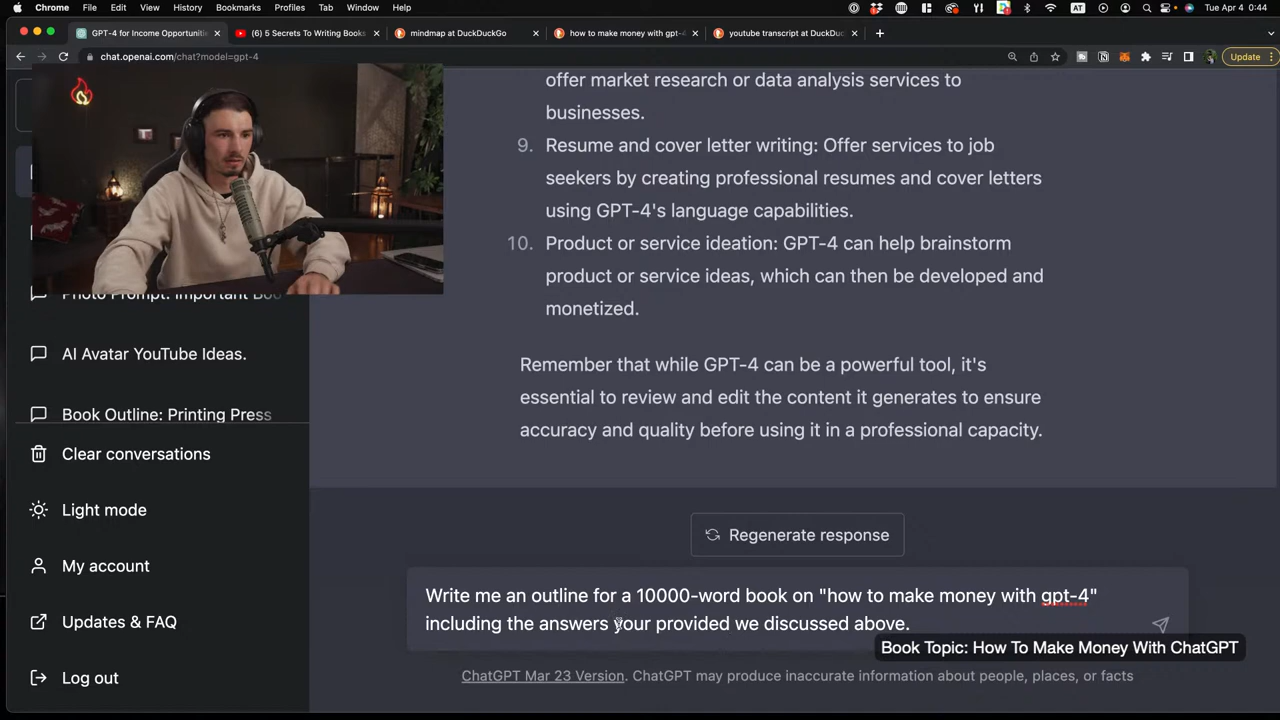 Chrome File Edit View History Bookmarks Profiles Tab Window Help AT Tue Apr 4 0:44
GPT-4 for Income Opportuniti (6) 5 Secrets To Writing Books mindmap at DuckDuckGo how to make money with gpt-4 youtube transcript at DuckDuc
chat.openai.com/chat?model=gpt-4 Update
offer market research or data analysis services to
businesses.
9. Resume and cover letter writing: Offer services to job
seekers by creating professional resumes and cover letters
using GPT-4's language capabilities.
10. Product or service ideation: GPT-4 can help brainstorm
product or service ideas, which can then be developed and
monetized.
Photo Prompt: Important Boo
AI Avatar YouTube Ideas.
Book Outline: Printing Press
Remember that while GPT-4 can be a powerful tool, it's
essential to review and edit the content it generates to ensure
accuracy and quality before using it in a professional capacity.
Clear conversations
Light mode
My account
Updates & FAQ
Log out
Regenerate response
Write me an outline for a 10000-word book on "how to make money with gpt-4"
including the answers your provided we discussed above.
Book Topic: How To Make Money With ChatGPT
ChatGPT Mar 23 Version. ChatGPT may produce inaccurate information about people, places, or facts